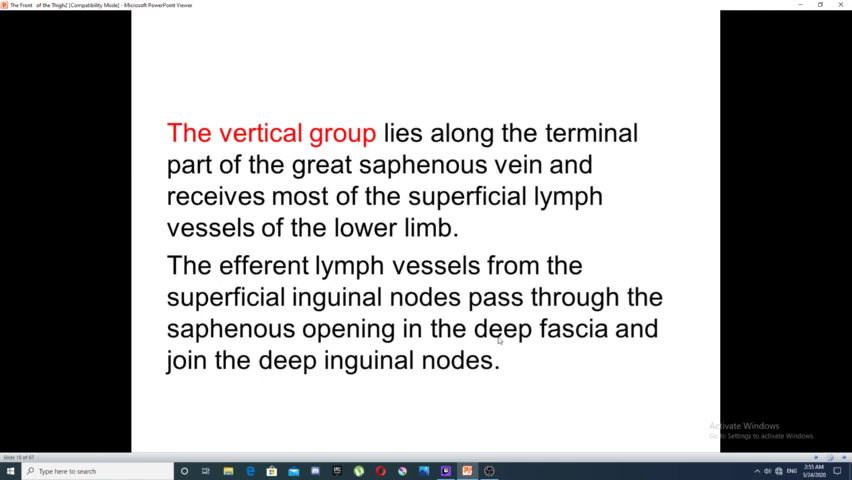 The Front of the Thigh2 [Compatibility Mode] - Microsoft PowerPoint Viewer
The vertical group lies along the terminal
part of the great saphenous vein and
receives most of the superficial lymph
vessels of the lower limb.
The efferent lymph vessels from the
superficial inguinal nodes pass through the
saphenous opening in the deep fascia and
join the deep inguinal nodes.
Activate Windows
Go to Settings to activate Windows.
Type here to search
ENG
2:55 AM
5/24/2020